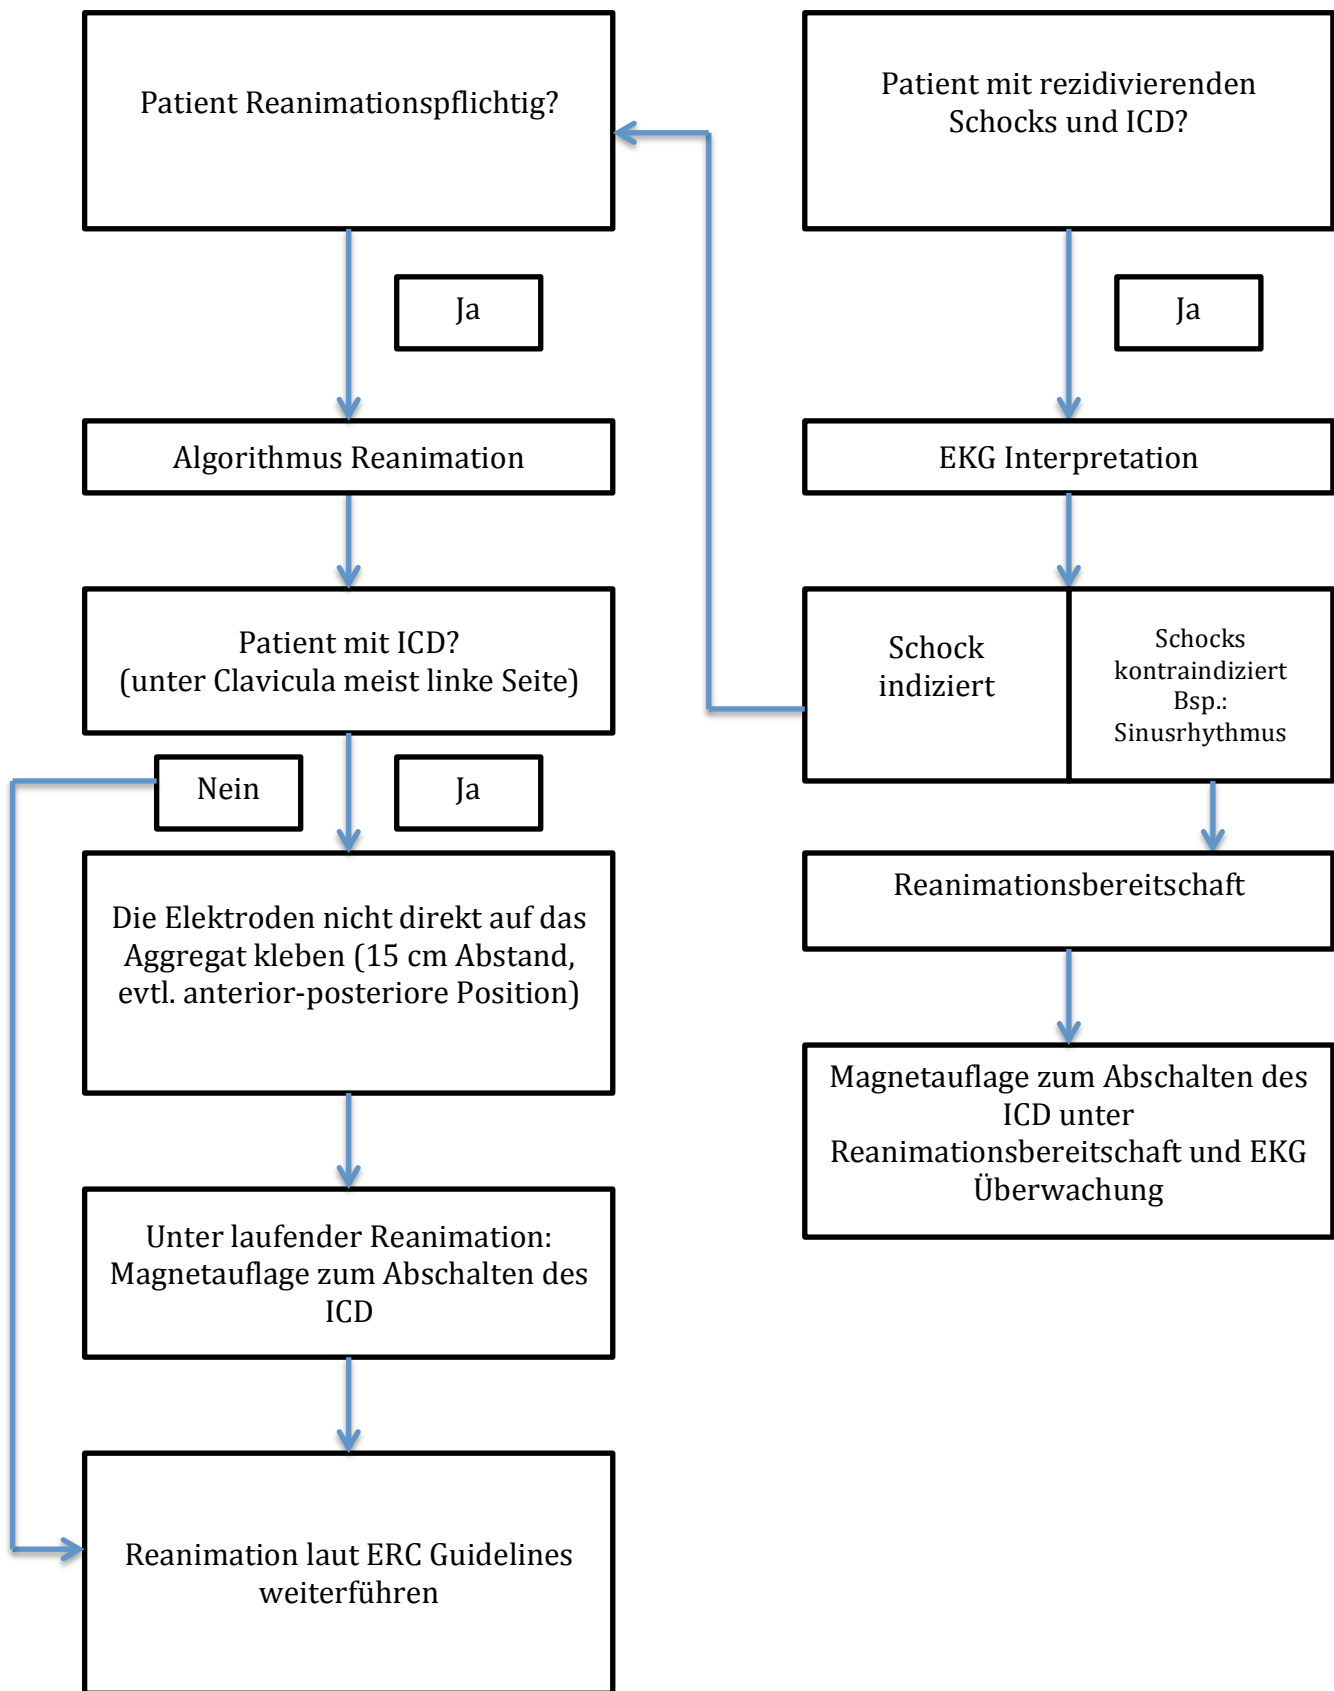 Patient Reanimationspflichtig?
Ja
Algorithmus Reanimation
Patient mit ICD?
(unter Clavicula meist linke Seite)
Nein
Ja
Die Elektroden nicht direkt auf das
Aggregat kleben (15 cm Abstand,
evtl. anterior-posteriore Position)
Unter laufender Reanimation:
Magnetauflage zum Abschalten des
ICD
Reanimation laut ERC Guidelines
weiterführen
Patient mit rezidivierenden
Schocks und ICD?
Ja
EKG Interpretation
Schock
indiziert
Schocks
kontraindiziert
Bsp.:
Sinusrhythmus
Reanimationsbereitschaft
Magnetauflage zum Abschalten des
ICD unter
Reanimationsbereitschaft und EKG
Überwachung